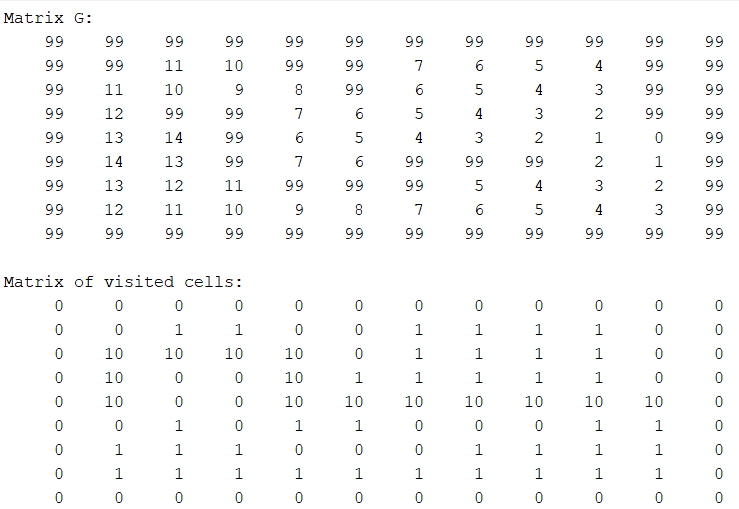 Matrix G:
99 99 99 99 99 99 99 99 99 99 99 99
99 99 11 10 99 99 7 6 5 4 99 99
99 11 10 9 8 99 6 5 4 3 99 99
99 12 99 99 7 6 5 4 3 2 99 99
99 13 14 99 6 5 4 3 2 1 0 99
99 14 13 99 7 6 99 99 99 2 1 99
99 13 12 11 99 99 99 5 4 3 2 99
99 12 11 10 9 8 7 6 5 4 3 99
99 99 99 99 99 99 99 99 99 99 99 99
Matrix of visited cells:
0 0 0 0 0 0 0 0 0 0 0 0
0 0 1 1 0 0 1 1 1 1 0 0
0 10 10 10 10 0 1 1 1 1 0 0
0 10 0 0 10 1 1 1 1 1 0 0
0 10 0 0 10 10 10 10 10 10 10 0
0 0 1 0 1 1 0 0 0 1 1 0
0 1 1 1 0 0 0 1 1 1 1 0
0 1 1 1 1 1 1 1 1 1 1 0
0 0 0 0 0 0 0 0 0 0 0 0